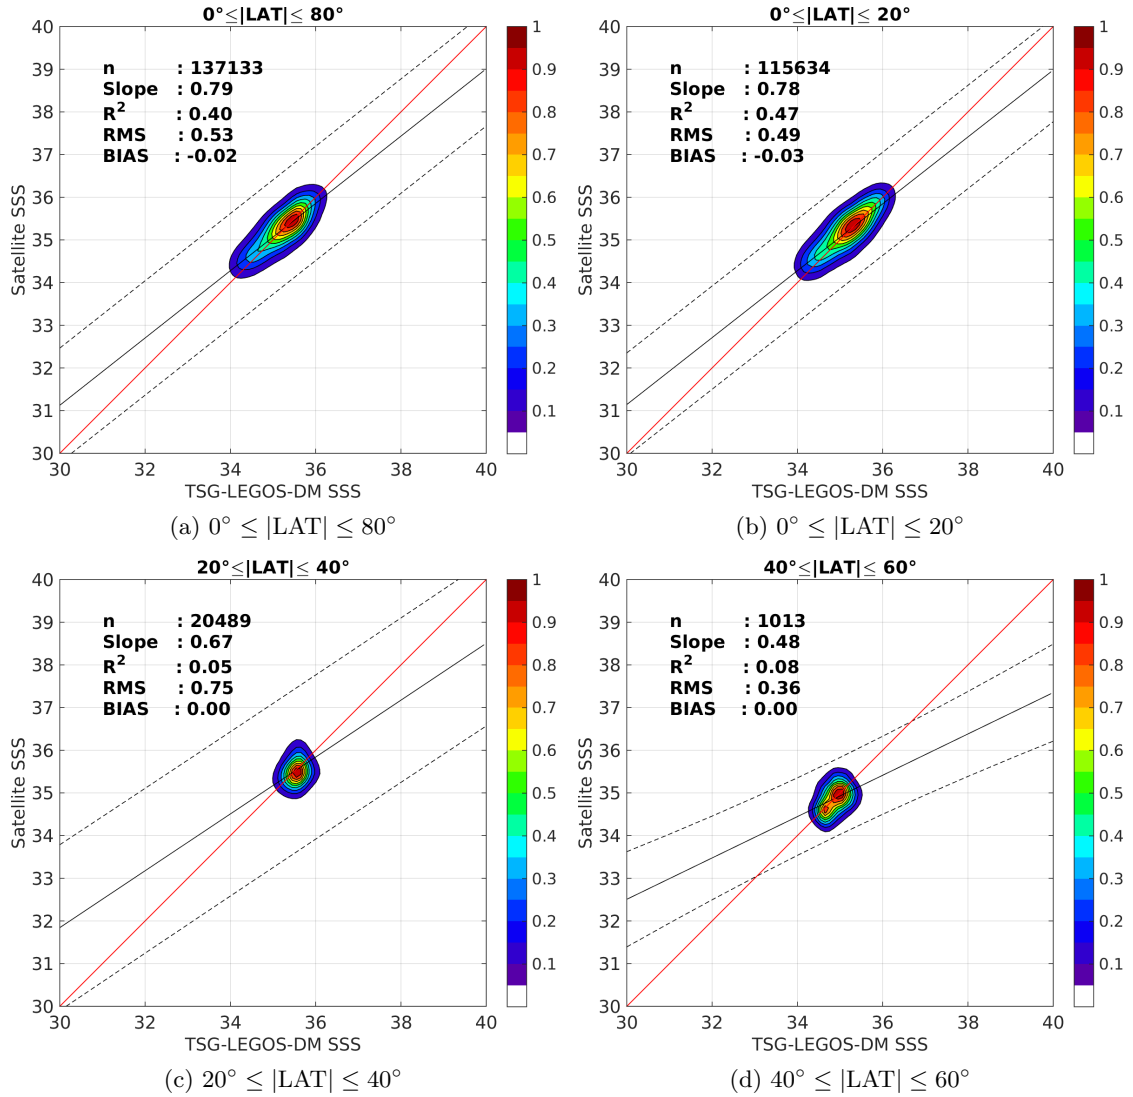 0°≤|LAT|≤ 80°
40
39
38
37
36
35
34
33
32
31
30
Satellite SSS
n : 137133
Slope : 0.79
R² : 0.40
RMS : 0.53
BIAS : -0.02
30 32 34 36 38 40
TSG-LEGOS-DM SSS
1
0.9
0.8
0.7
0.6
0.5
0.4
0.3
0.2
0.1
(a) 0° ≤ |LAT| ≤ 80°
0°≤|LAT|≤ 20°
40
39
38
37
36
35
34
33
32
31
30
Satellite SSS
n : 115634
Slope : 0.78
R² : 0.47
RMS : 0.49
BIAS : -0.03
30 32 34 36 38 40
TSG-LEGOS-DM SSS
1
0.9
0.8
0.7
0.6
0.5
0.4
0.3
0.2
0.1
(b) 0° ≤ |LAT| ≤ 20°
20°≤|LAT|≤ 40°
40
39
38
37
36
35
34
33
32
31
30
Satellite SSS
n : 20489
Slope : 0.67
R² : 0.05
RMS : 0.75
BIAS : 0.00
30 32 34 36 38 40
TSG-LEGOS-DM SSS
1
0.9
0.8
0.7
0.6
0.5
0.4
0.3
0.2
0.1
(c) 20° ≤ |LAT| ≤ 40°
40°≤|LAT|≤ 60°
40
39
38
37
36
35
34
33
32
31
30
Satellite SSS
n : 1013
Slope : 0.48
R² : 0.08
RMS : 0.36
BIAS : 0.00
30 32 34 36 38 40
TSG-LEGOS-DM SSS
1
0.9
0.8
0.7
0.6
0.5
0.4
0.3
0.2
0.1
(d) 40° ≤ |LAT| ≤ 60°